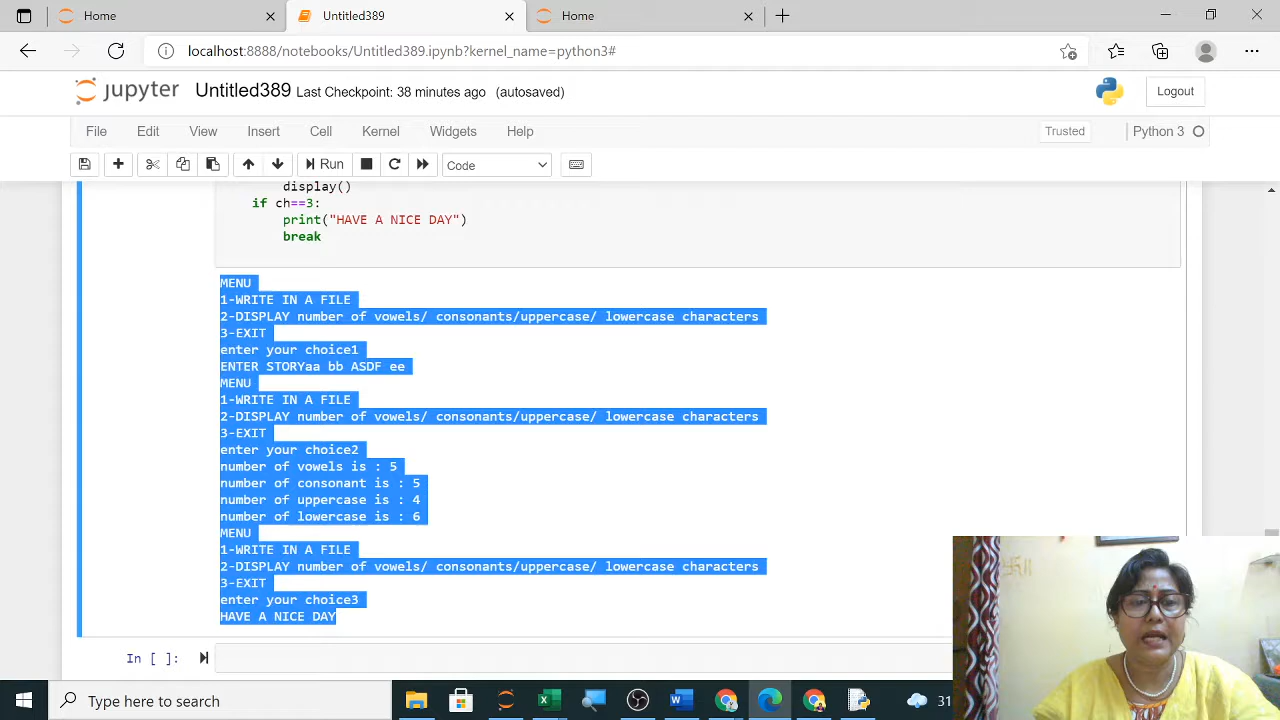 Home
Untitled389
Home
localhost:8888/notebooks/Untitled389.ipynb?kernel_name=python3#
jupyter Untitled389 Last Checkpoint: 38 minutes ago (autosaved)
Logout
File Edit View Insert Cell Kernel Widgets Help
Trusted
Python 3
Run
Code
display()
if ch==3:
print("HAVE A NICE DAY")
break
MENU
1-WRITE IN A FILE
2-DISPLAY number of vowels/ consonants/uppercase/ lowercase characters
3-EXIT
enter your choice1
ENTER STORYaa bb ASDF ee
MENU
1-WRITE IN A FILE
2-DISPLAY number of vowels/ consonants/uppercase/ lowercase characters
3-EXIT
enter your choice2
number of vowels is : 5
number of consonant is : 5
number of uppercase is : 4
number of lowercase is : 6
MENU
1-WRITE IN A FILE
2-DISPLAY number of vowels/ consonants/uppercase/ lowercase characters
3-EXIT
enter your choice3
HAVE A NICE DAY
In [ ]:
Type here to search
31